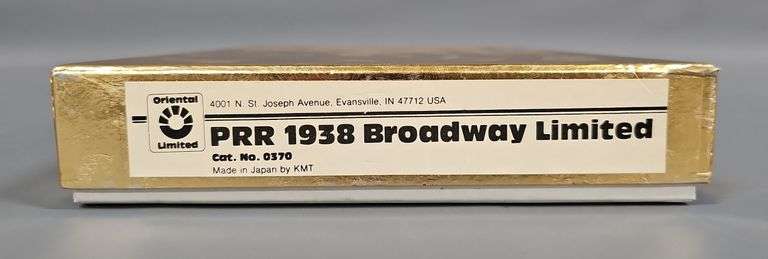 Oriental
Limited
4001 N. St. Joseph Avenue, Evansville, IN 47712 USA
PRR 1938 Broadway Limited
Cat. No. 0370
Made in Japan by KMT